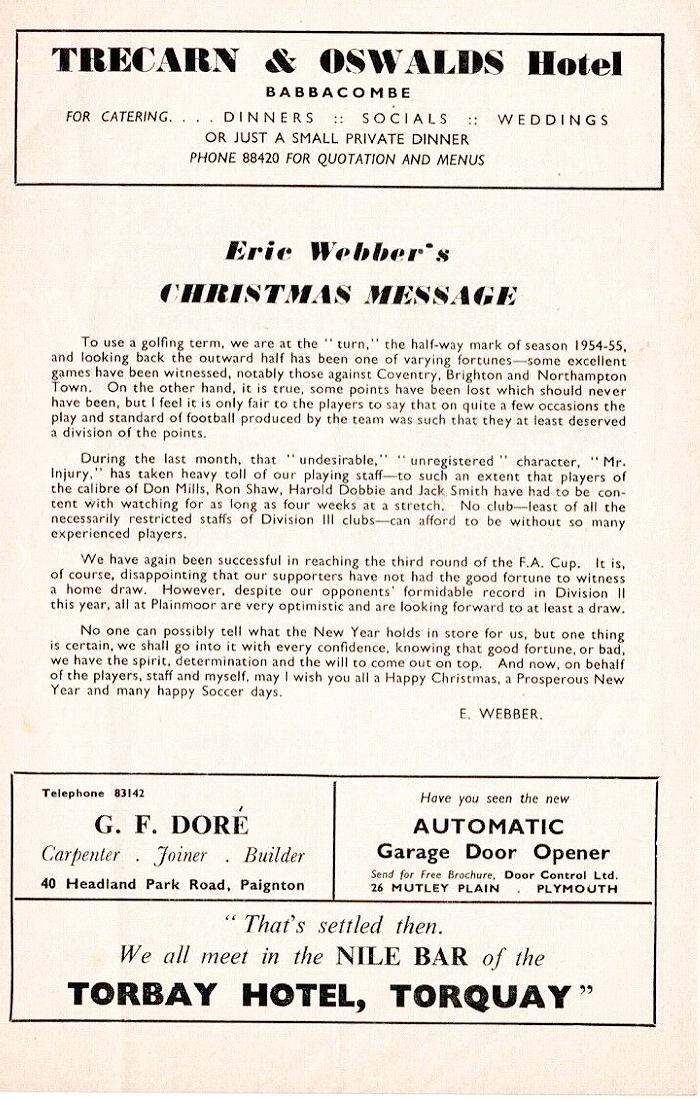 TRECARN & OSWALDS Hotel
BABBACOMBE
FOR CATERING. . . . DINNERS :: SOCIALS :: WEDDINGS
OR JUST A SMALL PRIVATE DINNER
PHONE 88420 FOR QUOTATION AND MENUS
Eric Webber's
CHRISTMAS MESSAGE
To use a golfing term, we are at the " turn," the half-way mark of season 1954-55,
and looking back the outward half has been one of varying fortunes—some excellent
games have been witnessed, notably those against Coventry, Brighton and Northampton
Town. On the other hand, it is true, some points have been lost which should never
have been, but I feel it is only fair to the players to say that on quite a few occasions the
play and standard of football produced by the team was such that they at least deserved
a division of the points.
During the last month, that " undesirable," " unregistered " character, " Mr.
Injury," has taken heavy toll of our playing staff—to such an extent that players of
the calibre of Don Mills, Ron Shaw, Harold Dobbie and Jack Smith have had to be con-
tent with watching for as long as four weeks at a stretch. No club—least of all the
necessarily restricted staffs of Division III clubs—can afford to be without so many
experienced players.
We have again been successful in reaching the third round of the F.A. Cup. It is,
of course, disappointing that our supporters have not had the good fortune to witness
a home draw. However, despite our opponents' formidable record in Division II
this year, all at Plainmoor are very optimistic and are looking forward to at least a draw.
No one can possibly tell what the New Year holds in store for us, but one thing
is certain, we shall go into it with every confidence, knowing that good fortune, or bad,
we have the spirit, determination and the will to come out on top. And now, on behalf
of the players, staff and myself, may I wish you all a Happy Christmas, a Prosperous New
Year and many happy Soccer days.
E. WEBBER.
Telephone 83142
G. F. DORÉ
Carpenter . Joiner . Builder
40 Headland Park Road, Paignton
Have you seen the new
AUTOMATIC
Garage Door Opener
Send for Free Brochure, Door Control Ltd.
26 MUTLEY PLAIN . PLYMOUTH
" That's settled then.
We all meet in the NILE BAR of the
TORBAY HOTEL, TORQUAY "